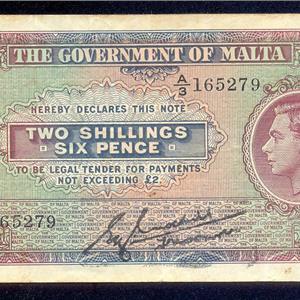 THE GOVERNMENT OF MALTA
A/3 165279
HEREBY DECLARES THIS NOTE
TWO SHILLINGS
SIX PENCE
TO BE LEGAL TENDER FOR PAYMENTS
NOT EXCEEDING £2.
65279